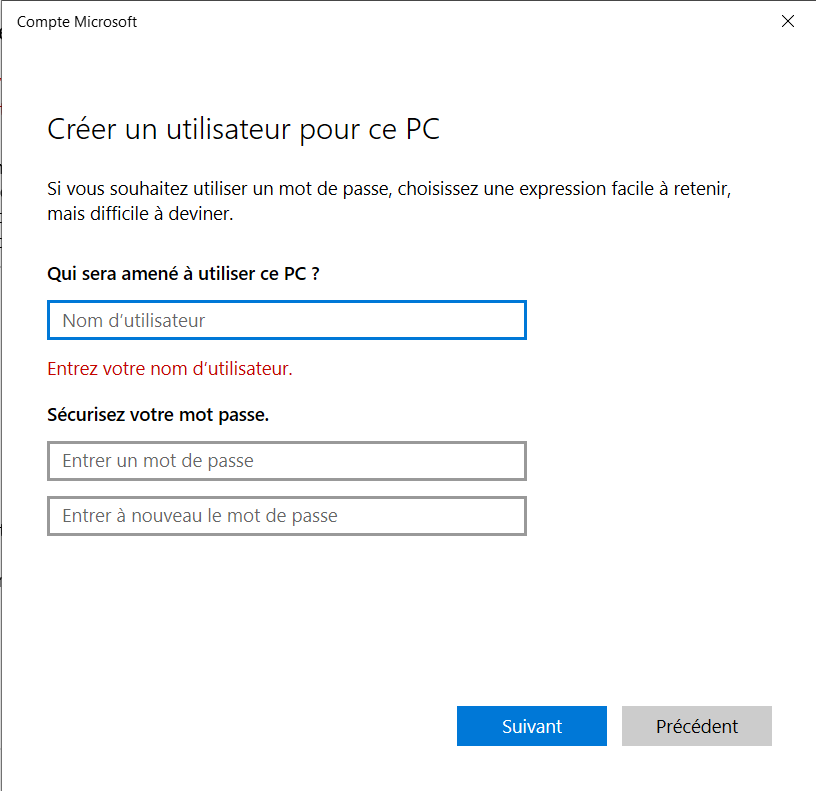 Compte Microsoft
Créer un utilisateur pour ce PC
Si vous souhaitez utiliser un mot de passe, choisissez une expression facile à retenir,
mais difficile à deviner.
Qui sera amené à utiliser ce PC ?
Nom d’utilisateur
Entrez votre nom d’utilisateur.
Sécurisez votre mot passe.
Entrer un mot de passe
Entrer à nouveau le mot de passe
Suivant
Précédent